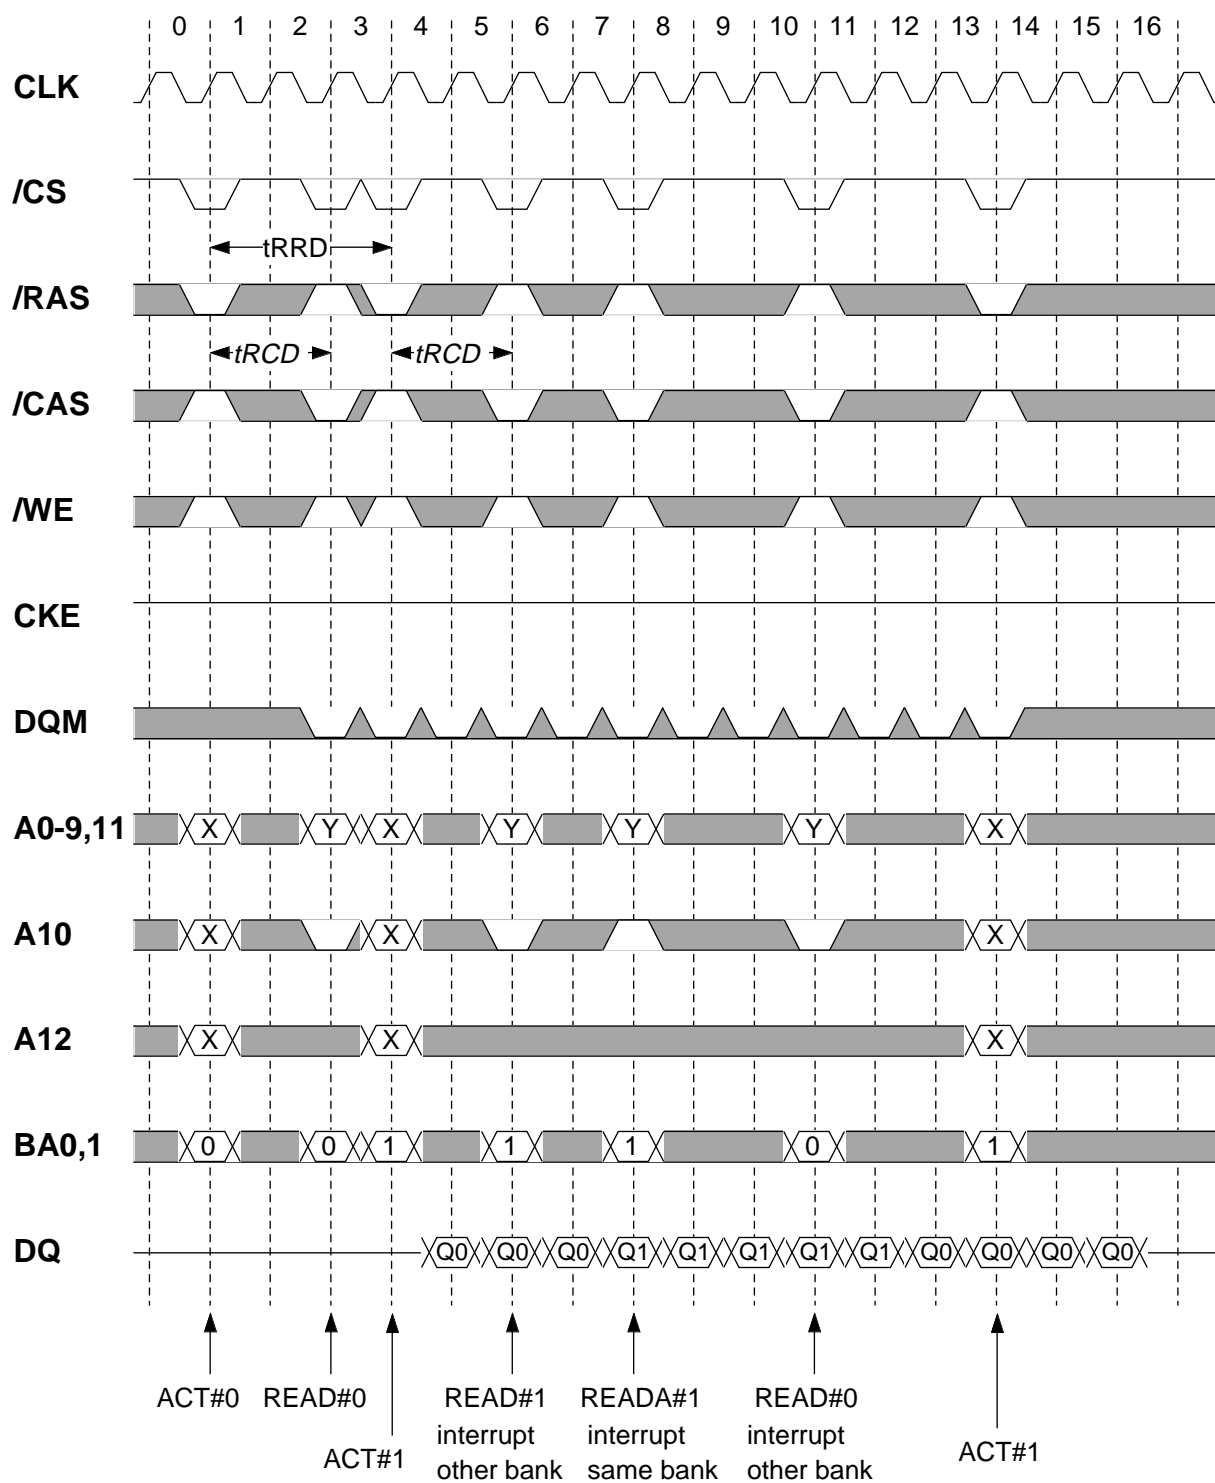 0 1 2 3 4 5 6 7 8 9 10 11 12 13 14 15 16
CLK
/CS
tRRD
/RAS
tRCD tRCD
/CAS
/WE
CKE
DQM
A0-9,11 X Y X Y Y Y X
A10 X X X
A12 X X X
BA0,1 0 0 1 1 1 0 1
DQ Q0 Q0 Q0 Q1 Q1 Q1 Q1 Q1 Q0 Q0 Q0 Q0
ACT#0 READ#0 READ#1 READA#1 READ#0
interrupt interrupt interrupt
ACT#1 ACT#1
other bank same bank other bank